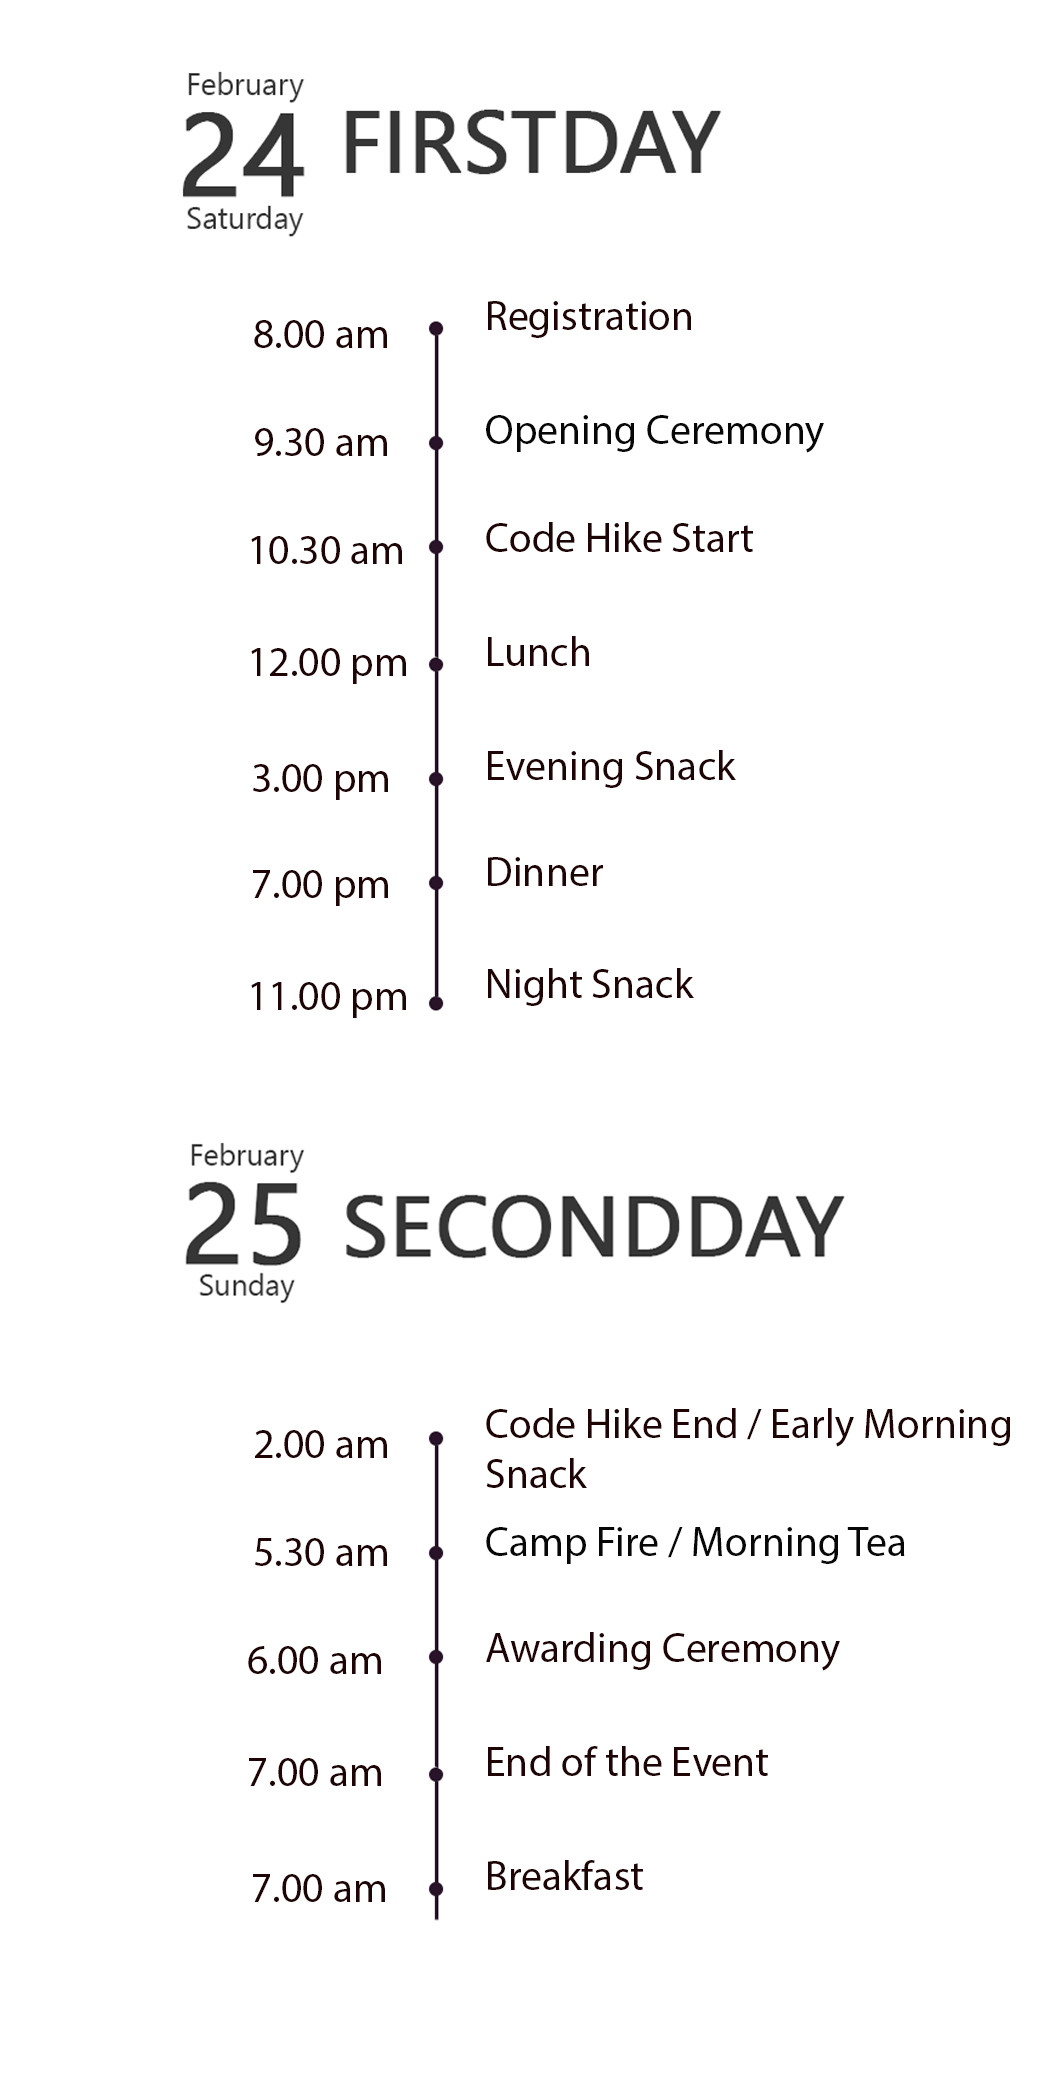 February
24 FIRSTDAY
Saturday
8.00 am Registration
9.30 am Opening Ceremony
10.30 am Code Hike Start
12.00 pm Lunch
3.00 pm Evening Snack
7.00 pm Dinner
11.00 pm Night Snack
February
25 SECONDDAY
Sunday
2.00 am Code Hike End / Early Morning
Snack
5.30 am Camp Fire / Morning Tea
6.00 am Awarding Ceremony
7.00 am End of the Event
7.00 am Breakfast